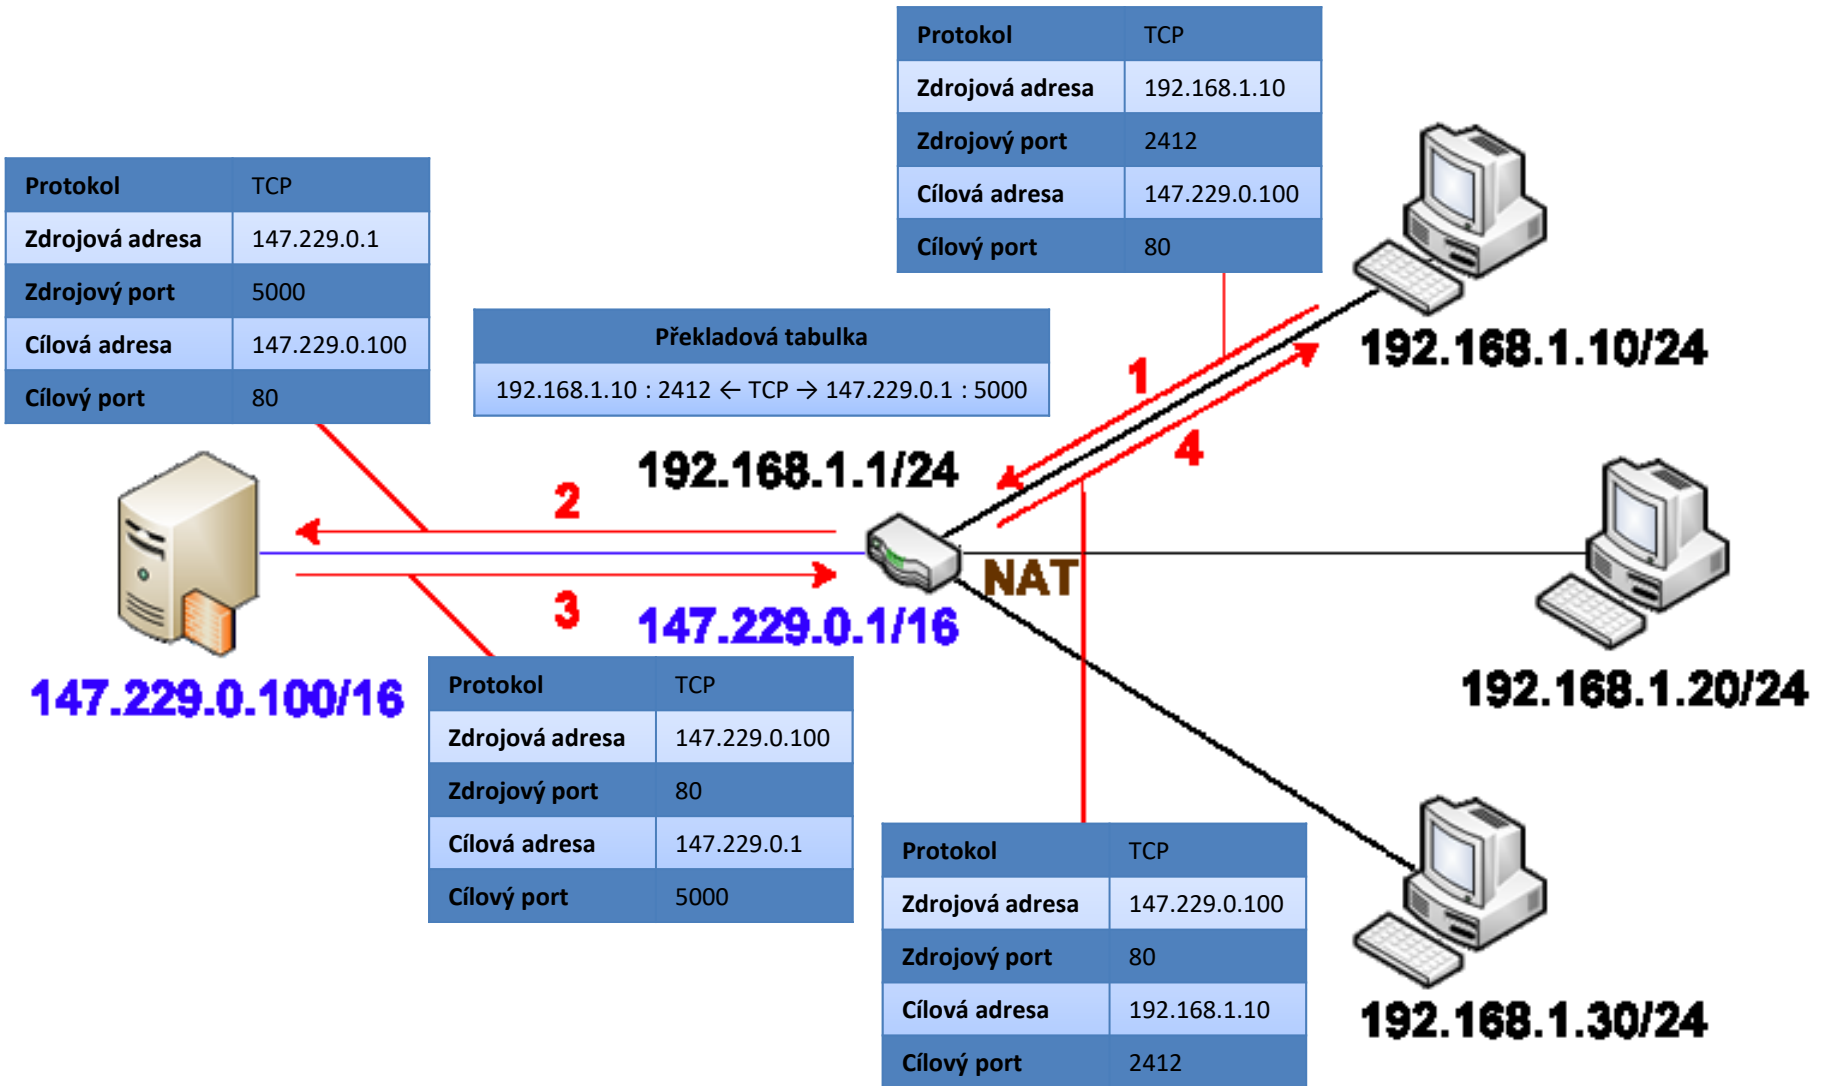 Protokol TCP
Zdrojová adresa 192.168.1.10
Zdrojový port 2412
Cílová adresa 147.229.0.100
Cílový port 80
Protokol TCP
Zdrojová adresa 147.229.0.1
Zdrojový port 5000
Cílová adresa 147.229.0.100
Cílový port 80
Překladová tabulka
192.168.1.10 : 2412 ← TCP → 147.229.0.1 : 5000
192.168.1.10/24
1
4
192.168.1.1/24
2
NAT
3
147.229.0.1/16
147.229.0.100/16
192.168.1.20/24
Protokol TCP
Zdrojová adresa 147.229.0.100
Zdrojový port 80
Cílová adresa 147.229.0.1
Cílový port 5000
Protokol TCP
Zdrojová adresa 147.229.0.100
Zdrojový port 80
Cílová adresa 192.168.1.10
Cílový port 2412
192.168.1.30/24